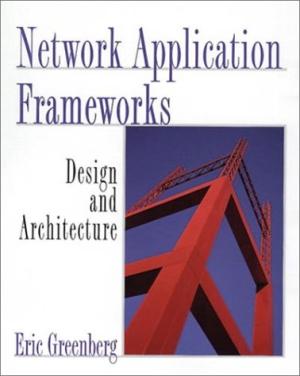 Network Application
Frameworks
Design
and
Architecture
Eric Greenberg